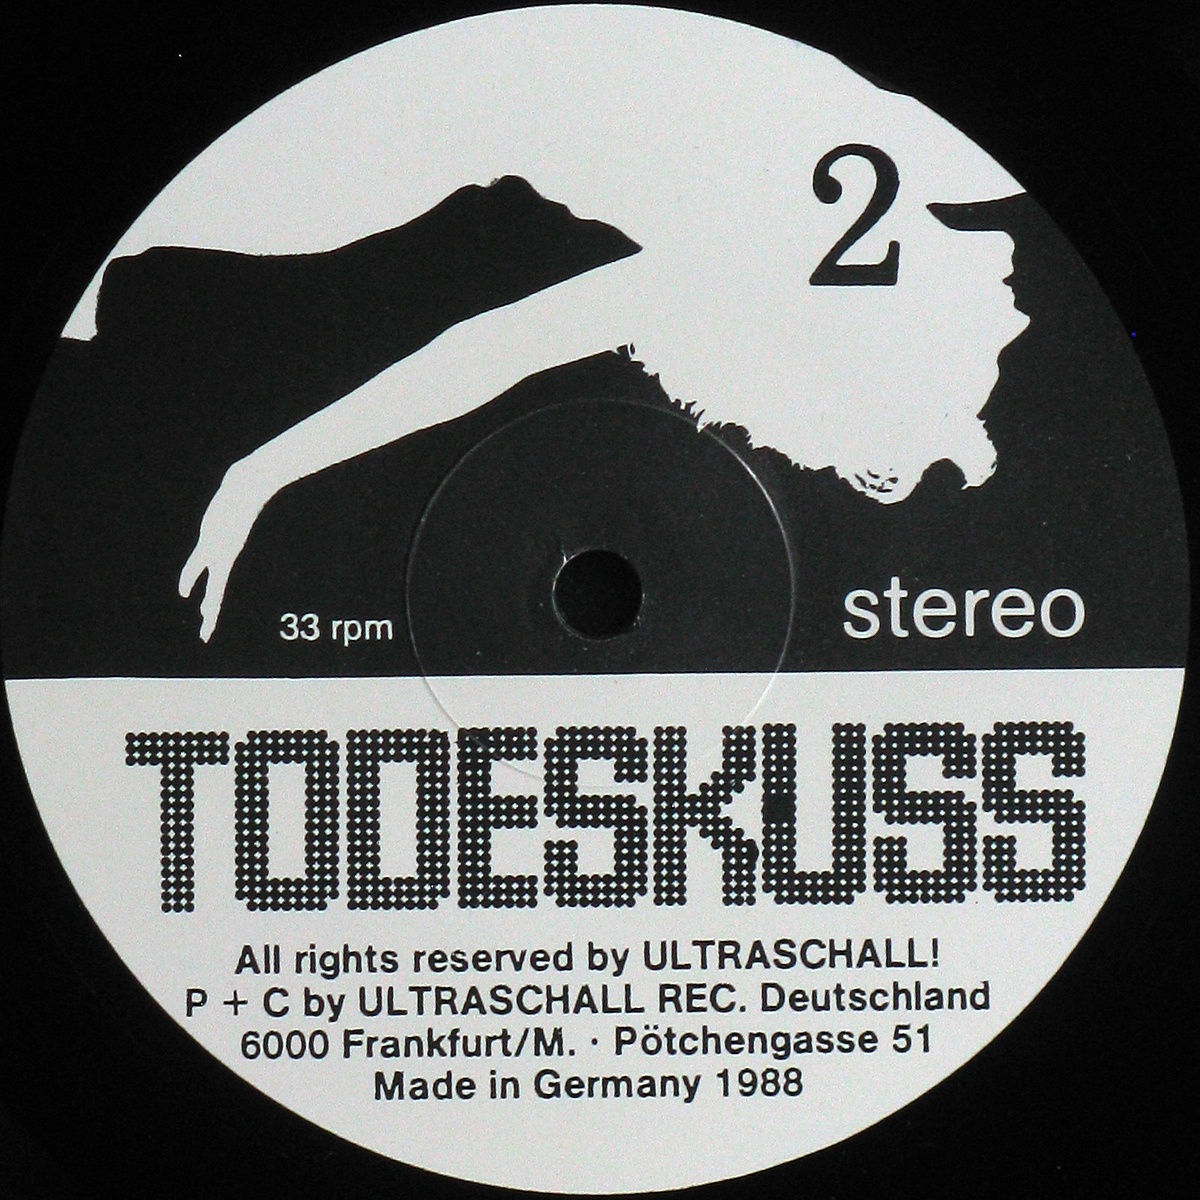 2
33 rpm
stereo
TODESKUSS
All rights reserved by ULTRASCHALL!
P + C by ULTRASCHALL REC. Deutschland
6000 Frankfurt/M. · Pötchengasse 51
Made in Germany 1988